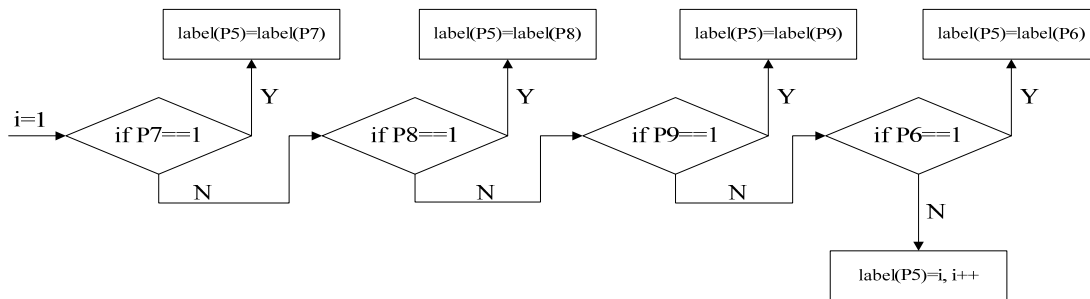 label(P5)=label(P7)
label(P5)=label(P8)
label(P5)=label(P9)
label(P5)=label(P6)
i=1
Y
Y
Y
Y
if P7==1
if P8==1
if P9==1
if P6==1
N
N
N
N
label(P5)=i, i++